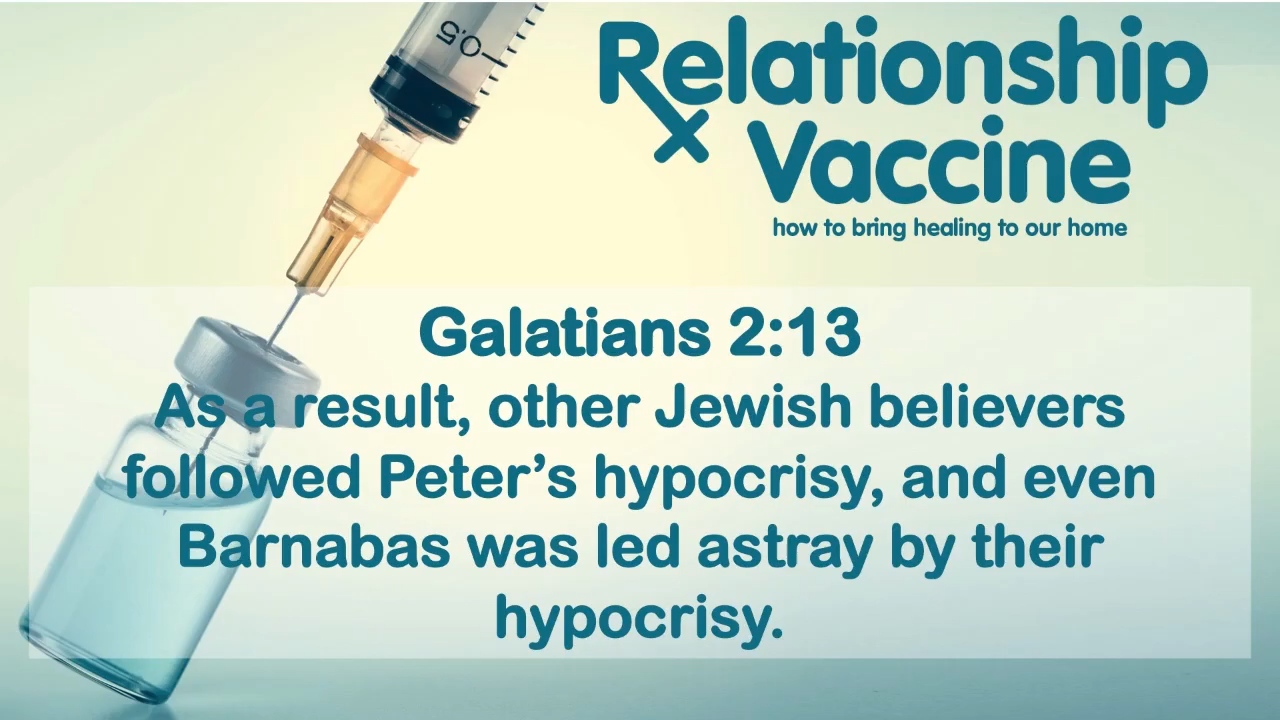 0.5
Relationship
Vaccine
how to bring healing to our home
Galatians 2:13
As a result, other Jewish believers
followed Peter’s hypocrisy, and even
Barnabas was led astray by their
hypocrisy.